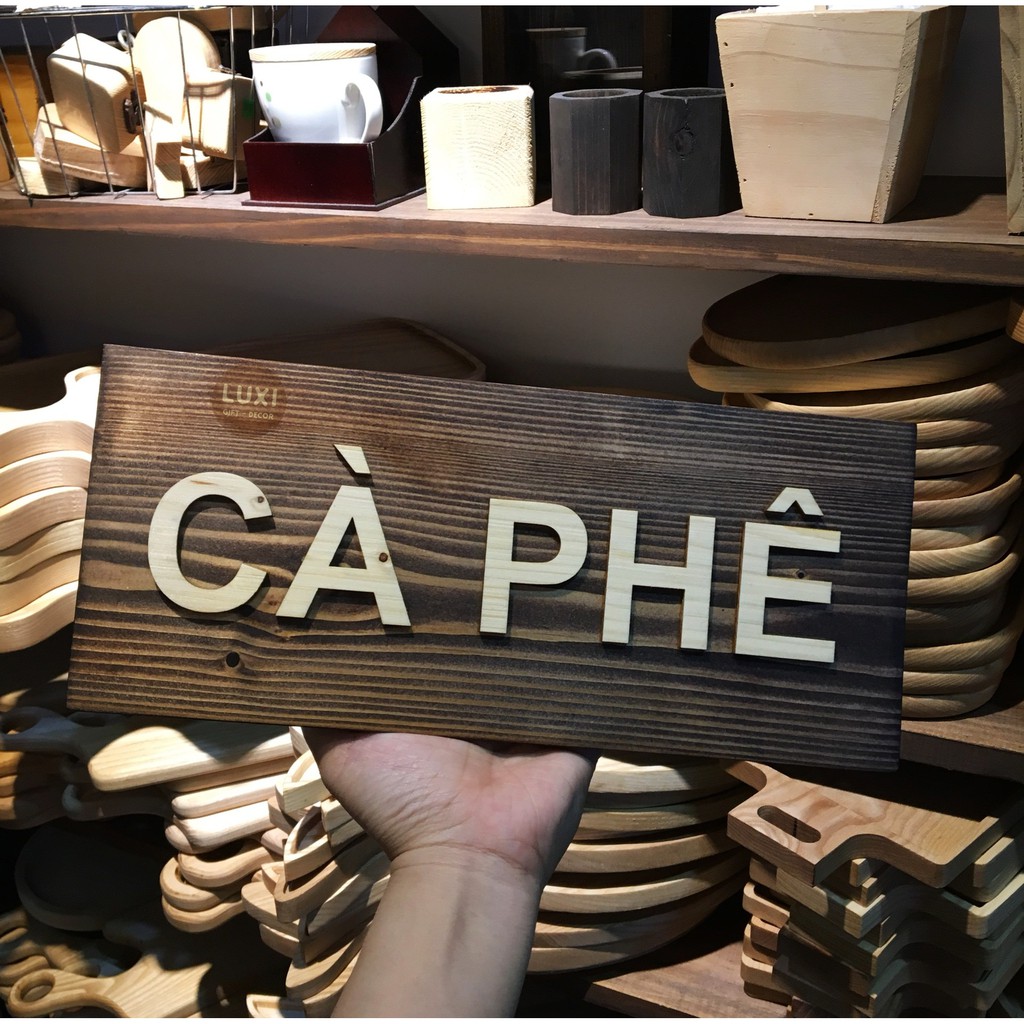 LUXI
GIFT - DECOR
CÀ PHÊ